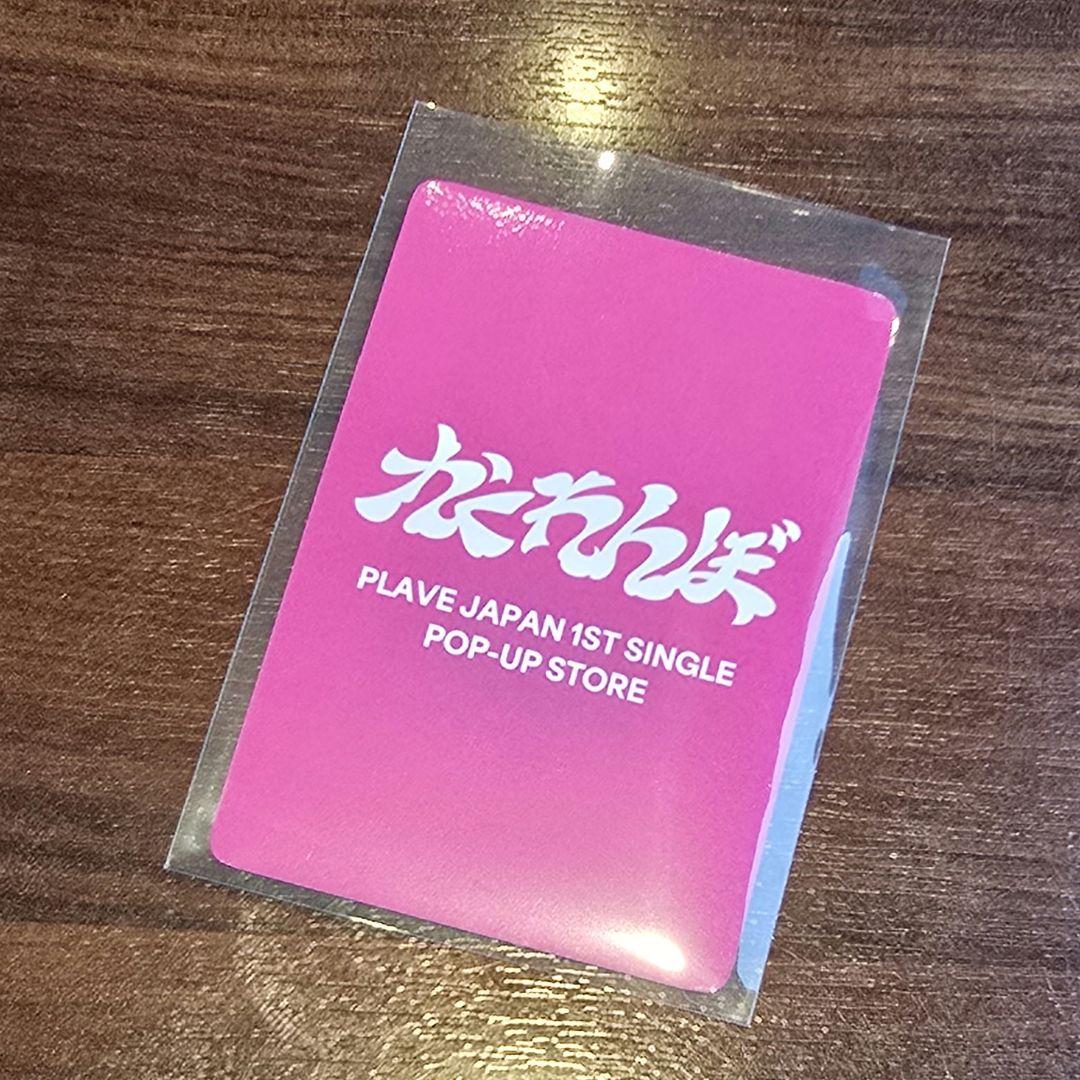 かくれんぼ
PLAVE JAPAN 1ST SINGLE
POP-UP STORE